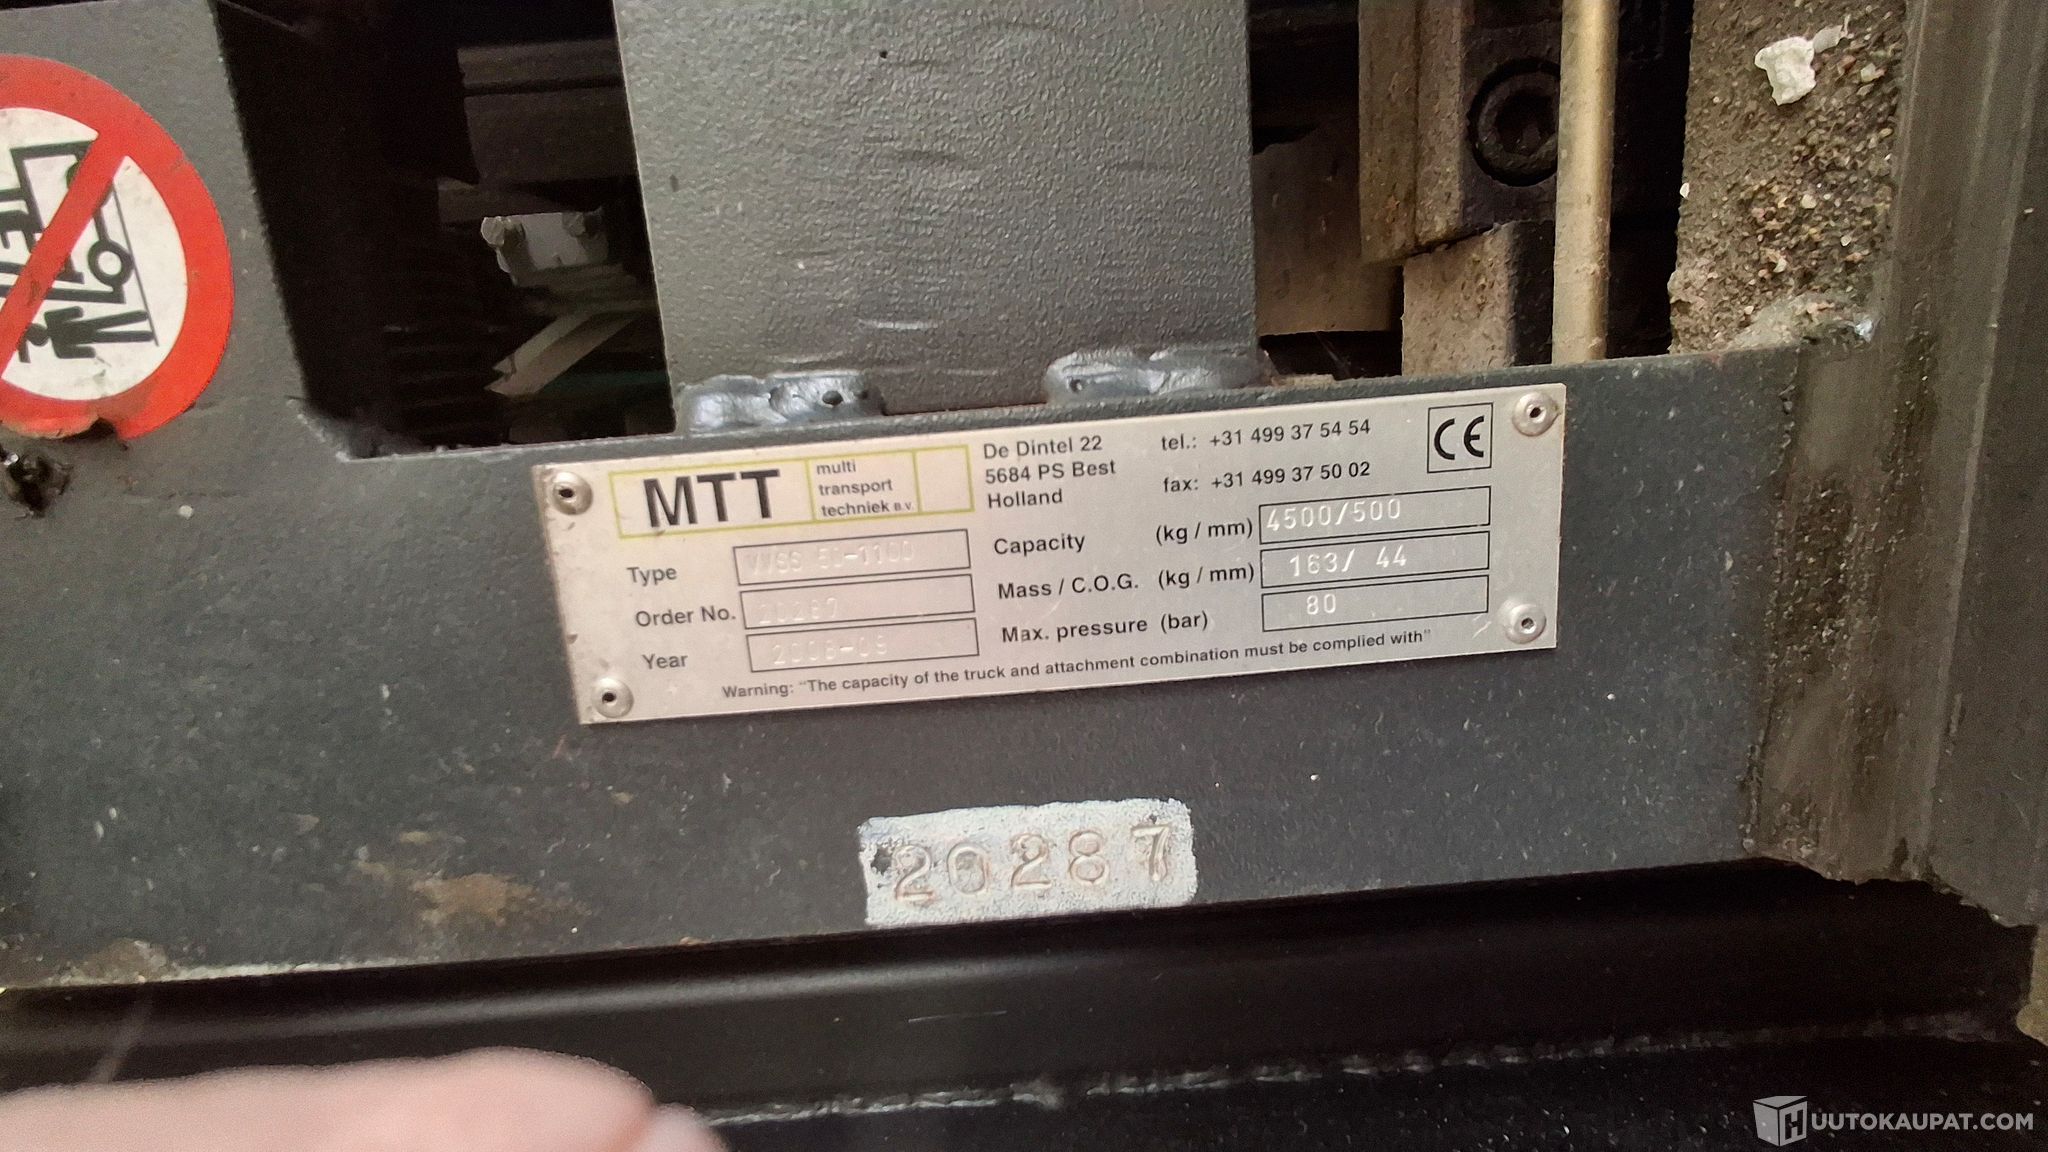 MTT
multi
transport
techniek B.V.
De Dintel 22
5684 PS Best
Holland
tel.: +31 499 37 54 54
fax: +31 499 37 50 02
CE
Type 50-1100
Order No. 20287
Year
Capacity (kg / mm) 4500/500
Mass / C.O.G. (kg / mm) 163/ 44
Max. pressure (bar) 80
Warning: "The capacity of the truck and attachment combination must be complied with"
20287
HUUTOKAUPAT.COM